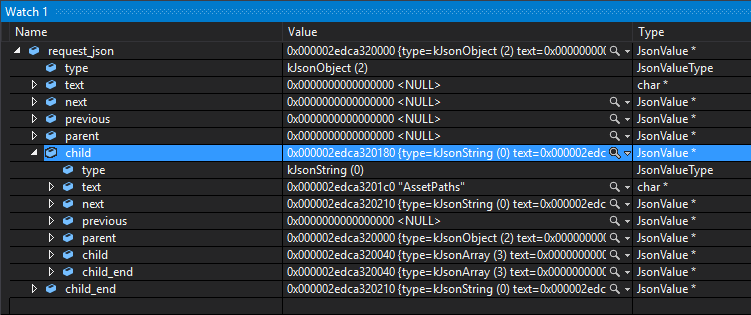 Watch 1
Name Value Type
request_json 0x000002edca320000 {type=kJsonObject (2) text=0x000000000 JsonValue *
type kJsonObject (2) JsonValueType
text 0x0000000000000000 <NULL> char *
next 0x0000000000000000 <NULL> JsonValue *
previous 0x0000000000000000 <NULL> JsonValue *
parent 0x0000000000000000 <NULL> JsonValue *
child 0x000002edca320180 {type=kJsonString (0) text=0x000002edc JsonValue *
type kJsonString (0) JsonValueType
text 0x000002edca3201c0 "AssetPaths" char *
next 0x000002edca320210 {type=kJsonString (0) text=0x000002edc JsonValue *
previous 0x0000000000000000 <NULL> JsonValue *
parent 0x000002edca320000 {type=kJsonObject (2) text=0x000000000 JsonValue *
child 0x000002edca320040 {type=kJsonArray (3) text=0x0000000000 JsonValue *
child_end 0x000002edca320040 {type=kJsonArray (3) text=0x0000000000 JsonValue *
child_end 0x000002edca320210 {type=kJsonString (0) text=0x000002edc JsonValue *